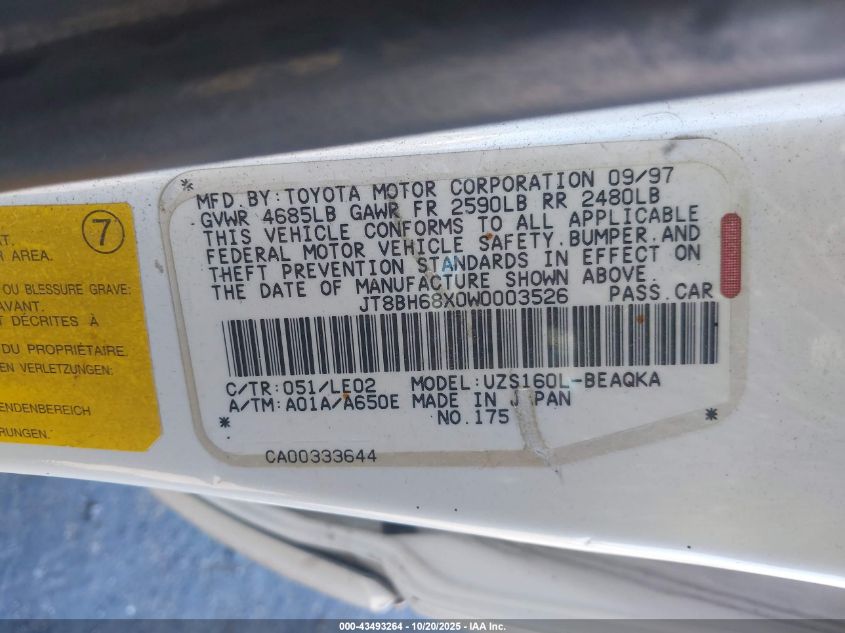 7
T.
R AREA.
OU BLESSURE GRAVE:
AVANT.
T DÉCRITES À
DU PROPRIÉTAIRE.
EN VERLETZUNGEN
ENDENBEREICH
RUNGEN.
MFD.BY:TOYOTA MOTOR CORPORATION 09/97
GVWR 4685LB GAWR FR 2590LB RR 2480LB
THIS VEHICLE CONFORMS TO ALL APPLICABLE
FEDERAL MOTOR VEHICLE SAFETY,BUMPER,AND
THEFT PREVENTION STANDARDS IN EFFECT ON
THE DATE OF MANUFACTURE SHOWN ABOVE.
JT8BH68X0W0003526 PASS.CAR
C/TR:051/LE02 MODEL:UZS160L-BEAQKA
A/TM:A01A/A650E MADE IN JAPAN
NO.175
CA00333644
000-43493264 - 10/20/2025 - IAA Inc.